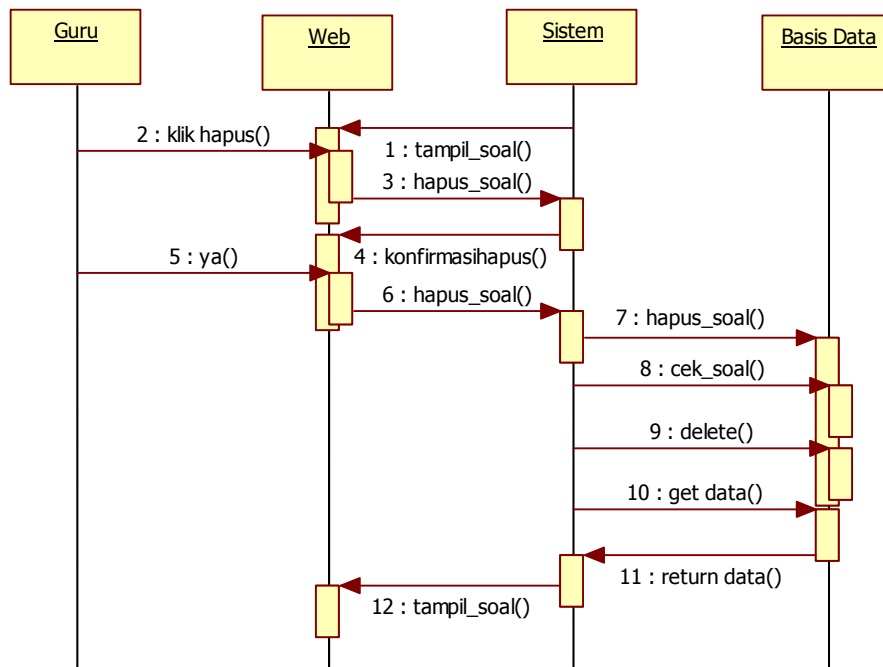 Guru
Web
Sistem
Basis Data
2 : klik hapus()
1 : tampil_soal()
3 : hapus_soal()
4 : konfirmasihapus()
5 : ya()
6 : hapus_soal()
7 : hapus_soal()
8 : cek_soal()
9 : delete()
10 : get data()
11 : return data()
12 : tampil_soal()